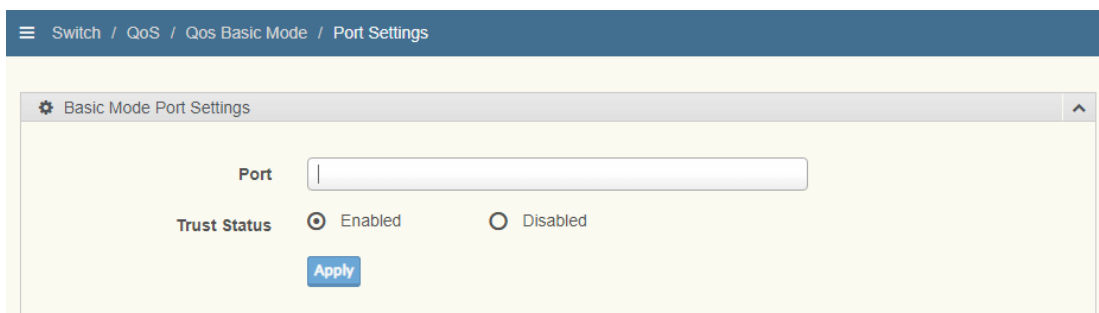 Switch / QoS / Qos Basic Mode / Port Settings
Basic Mode Port Settings
Port
Trust Status Enabled Disabled
Apply